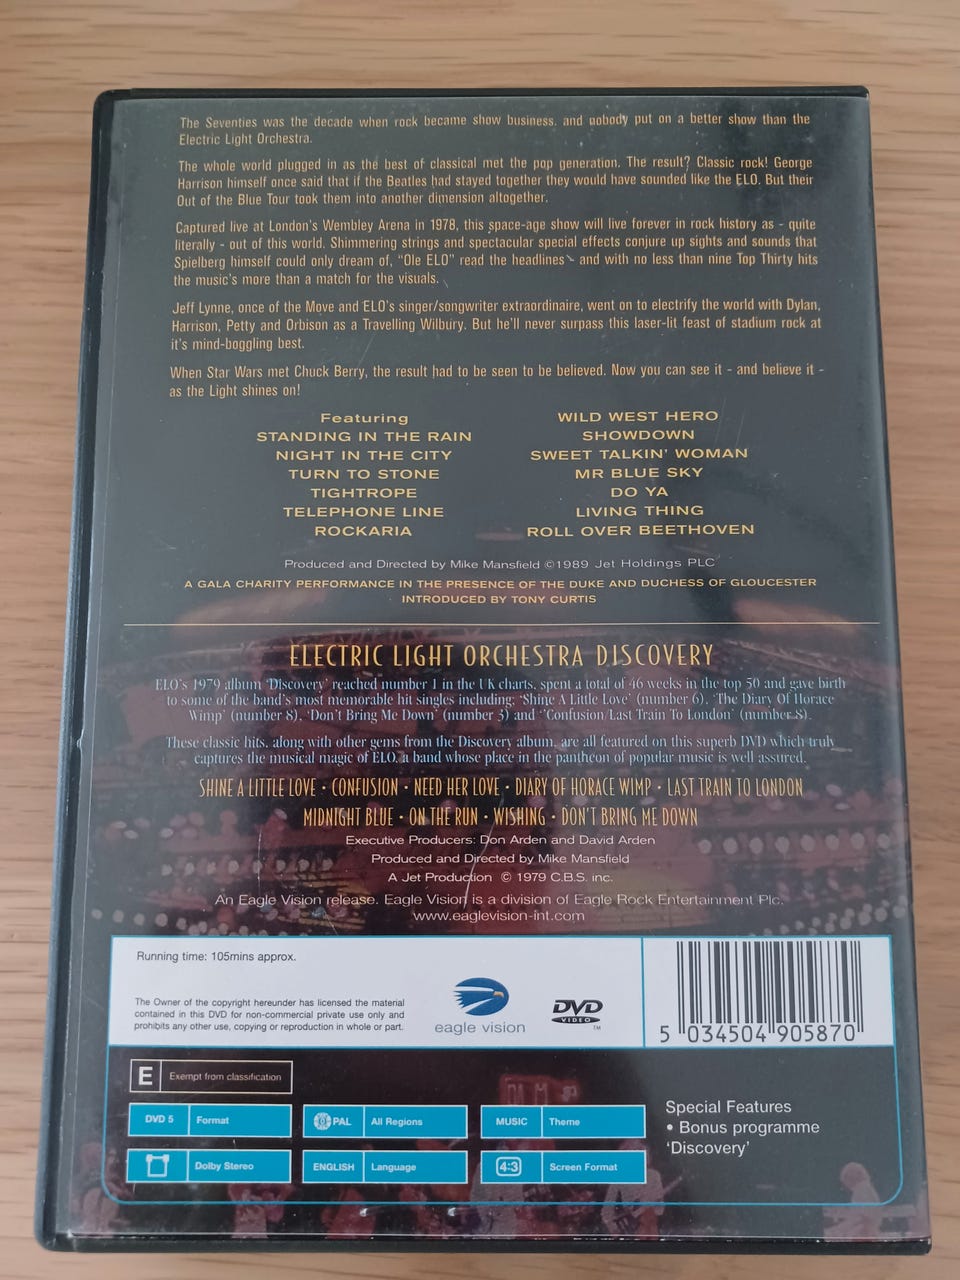 The Seventies was the decade when rock became show business. and nobody put on a better show than the
Electric Light Orchestra.
The whole world plugged in as the best of classical met the pop generation. The result? Classic rock! George
Harrison himself once said that if the Beatles had stayed together they would have sounded like the ELO. But their
Out of the Blue Tour took them into another dimension altogether.
Captured live at London's Wembley Arena in 1978, this space-age show will live forever in rock history as - quite
literally - out of this world. Shimmering strings and spectacular special effects conjure up sights and sounds that
Spielberg himself could only dream of, "Ole ELO" read the headlines - and with no less than nine Top Thirty hits
the music's more than a match for the visuals.
Jeff Lynne, once of the Move and ELO's singer/songwriter extraordinaire, went on to electrify the world with Dylan,
Harrison, Petty and Orbison as a Travelling Wilbury. But he'll never surpass this laser-lit feast of stadium rock at
it's mind-boggling best.
When Star Wars met Chuck Berry, the result had to be seen to be believed. Now you can see it - and believe it -
as the Light shines on!
Featuring
STANDING IN THE RAIN
NIGHT IN THE CITY
TURN TO STONE
TIGHTROPE
TELEPHONE LINE
ROCKARIA
WILD WEST HERO
SHOWDOWN
SWEET TALKIN' WOMAN
MR BLUE SKY
DO YA
LIVING THING
ROLL OVER BEETHOVEN
Produced and Directed by Mike Mansfield ©1989 Jet Holdings PLC
A GALA CHARITY PERFORMANCE IN THE PRESENCE OF THE DUKE AND DUCHESS OF GLOUCESTER
INTRODUCED BY TONY CURTIS
ELECTRIC LIGHT ORCHESTRA DISCOVERY
ELO's 1979 album 'Discovery' reached number 1 in the UK charts, spent a total of 46 weeks in the top 50 and gave birth
to some of the band's most memorable hit singles including, 'Shine A Little Love' (number 6), 'The Diary Of Horace
Wimp' (number 8), 'Don't Bring Me Down' (number 3) and 'Confusion/Last Train To London' (number 8).
These classic hits, along with other gems from the Discovery album, are all featured on this superb DVD which truly
captures the musical magic of ELO, a band whose place in the pantheon of popular music is well assured.
SHINE A LITTLE LOVE • CONFUSION • NEED HER LOVE • DIARY OF HORACE WIMP • LAST TRAIN TO LONDON
MIDNIGHT BLUE • ON THE RUN • WISHING • DON'T BRING ME DOWN
Executive Producers: Don Arden and David Arden
Produced and Directed by Mike Mansfield
A Jet Production © 1979 C.B.S. inc.
An Eagle Vision release. Eagle Vision is a division of Eagle Rock Entertainment Plc.
www.eaglevision-int.com
Running time: 105mins approx.
The Owner of the copyright hereunder has licensed the material
contained in this DVD for non-commercial private use only and
prohibits any other use, copying or reproduction in whole or part.
eagle vision
DVD
VIDEO
TM
5 034504 905870
E Exempt from classification
DVD 5 Format
PAL All Regions
MUSIC Theme
Dolby Stereo
ENGLISH Language
4:3 Screen Format
Special Features
• Bonus programme
'Discovery'